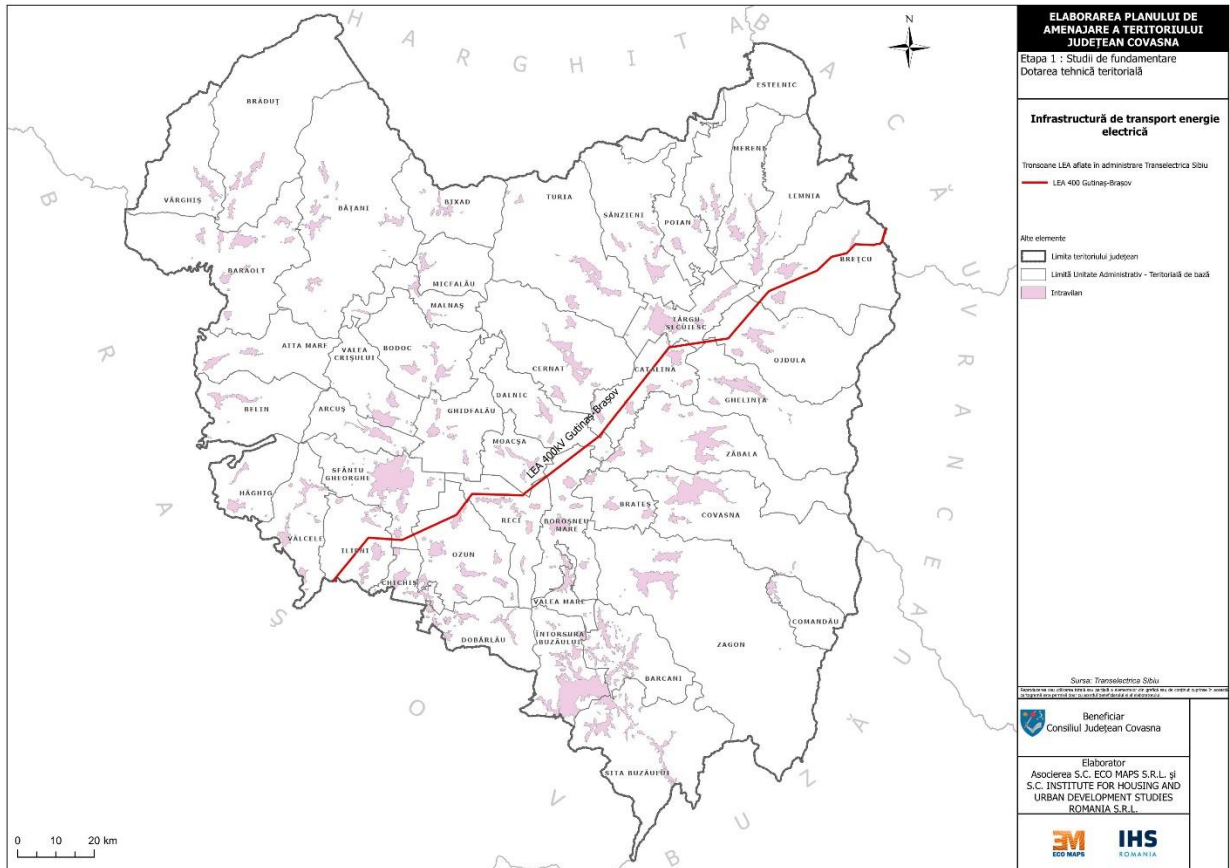 HARGHITA
BACĂU
VRANCEA
BUZĂU
BRAȘOV
N
ESTELNIC
BRĂDUȚ
MERENI
LEMNIA
VÂRGHIȘ
BĂȚANI
BIXAD
TURIA
SÂNZIENI
POIAN
BREȚCU
BARAOLT
MICFALĂU
MALNAȘ
TÂRGU
SECUIESC
AITA MARE
VALEA
CRIȘULUI
BODOC
CERNAT
CATALINA
OJDULA
BELIN
ARCUȘ
DALNIC
GHIDFALĂU
GHELINȚA
LEA 400kV Gutinaș-Brașov
MOACȘA
ZĂBALA
SFÂNTU
GHEORGHE
HĂGHIG
BRATEȘ
COVASNA
RECI
BOROȘNEU
MARE
VÂLCELE
ILIENI
OZUN
CHICHIȘ
VALEA MARE
COMANDĂU
DOBÂRLĂU
ÎNTORSURA
BUZĂULUI
ZAGON
BARCANI
SITA BUZĂULUI
0 10 20 km
ELABORAREA PLANULUI DE
AMENAJARE A TERITORIULUI
JUDEȚEAN COVASNA
Etapa 1 : Studii de fundamentare
Dotarea tehnică teritorială
Infrastructură de transport energie
electrică
Tronsoane LEA aflate în administrare Transelectrica Sibiu
LEA 400 Gutinaș-Brașov
Alte elemente
Limita teritoriului județean
Limită Unitate Administrativ - Teritorială de bază
Intravilan
Sursa: Transelectrica Sibiu
Beneficiar
Consiliul Județean Covasna
Elaborator
Asocierea S.C. ECO MAPS S.R.L. și
S.C. INSTITUTE FOR HOUSING AND
URBAN DEVELOPMENT STUDIES
ROMANIA S.R.L.
3M
ECO MAPS
IHS
ROMANIA